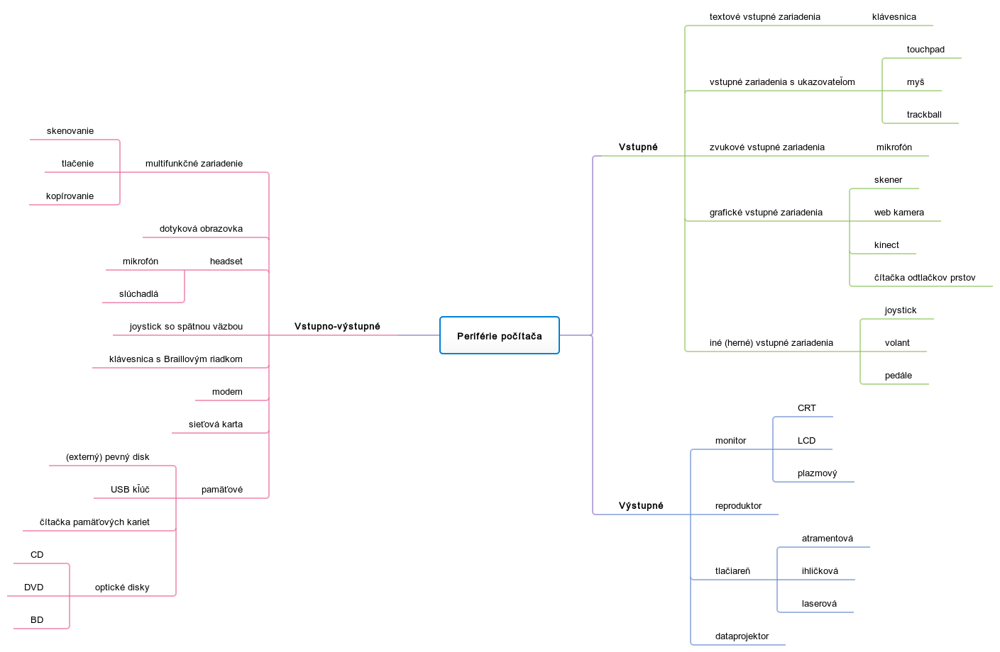 Periférie počítača
Vstupné
textové vstupné zariadenia
klávesnica
vstupné zariadenia s ukazovateľom
touchpad
myš
trackball
zvukové vstupné zariadenia
mikrofón
grafické vstupné zariadenia
skener
web kamera
kinect
čítačka odtlačkov prstov
iné (herné) vstupné zariadenia
joystick
volant
pedále
Výstupné
monitor
CRT
LCD
plazmový
reproduktor
tlačiareň
atramentová
ihličková
laserová
dataprojektor
Vstupno-výstupné
multifunkčné zariadenie
skenovanie
tlačenie
kopírovanie
dotyková obrazovka
headset
mikrofón
slúchadlá
joystick so spätnou väzbou
klávesnica s Braillovým riadkom
modem
sieťová karta
pamäťové
(externý) pevný disk
USB kľúč
čítačka pamäťových kariet
optické disky
CD
DVD
BD